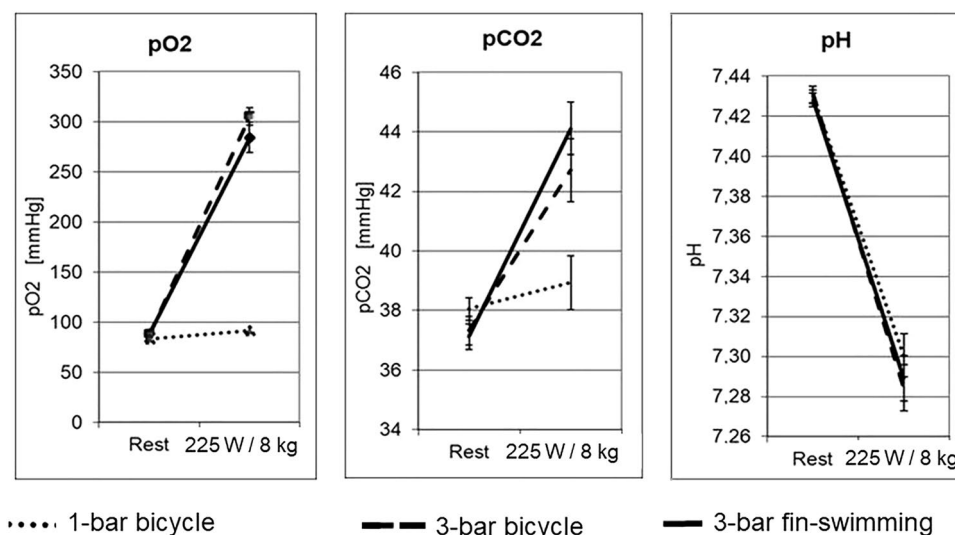 pO2
350
300
250
200
150
100
50
0
pO2 [mmHg]
Rest 225 W / 8 kg
pCO2
46
44
42
40
38
36
34
pCO2 [mmHg]
Rest 225 W / 8 kg
pH
7,44
7,42
7,40
7,38
7,36
7,34
7,32
7,30
7,28
7,26
pH
Rest 225 W / 8 kg
1-bar bicycle
3-bar bicycle
3-bar fin-swimming